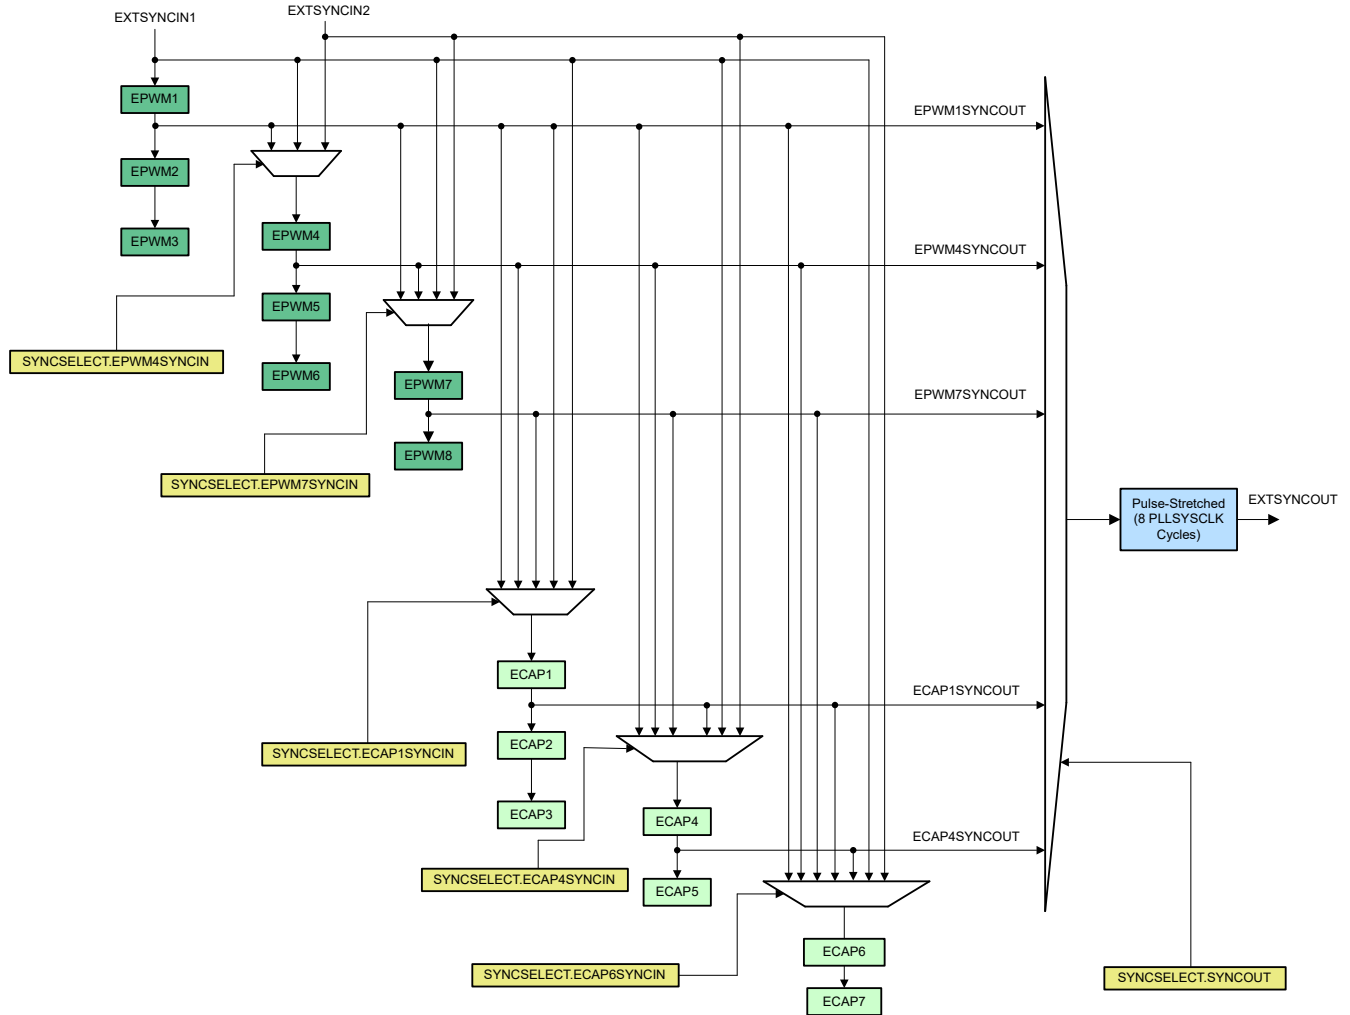 EXTSYNCIN1
EXTSYNCIN2
EPWM1
EPWM1SYNCOUT
EPWM2
EPWM3
EPWM4
EPWM4SYNCOUT
EPWM5
SYNCSELECT.EPWM4SYNCIN
EPWM6
EPWM7
EPWM7SYNCOUT
EPWM8
SYNCSELECT.EPWM7SYNCIN
Pulse-Stretched
(8 PLLSYSCLK
Cycles)
EXTSYNCOUT
ECAP1
ECAP1SYNCOUT
ECAP2
SYNCSELECT.ECAP1SYNCIN
ECAP3
ECAP4
ECAP4SYNCOUT
SYNCSELECT.ECAP4SYNCIN
ECAP5
ECAP6
SYNCSELECT.ECAP6SYNCIN
SYNCSELECT.SYNCOUT
ECAP7